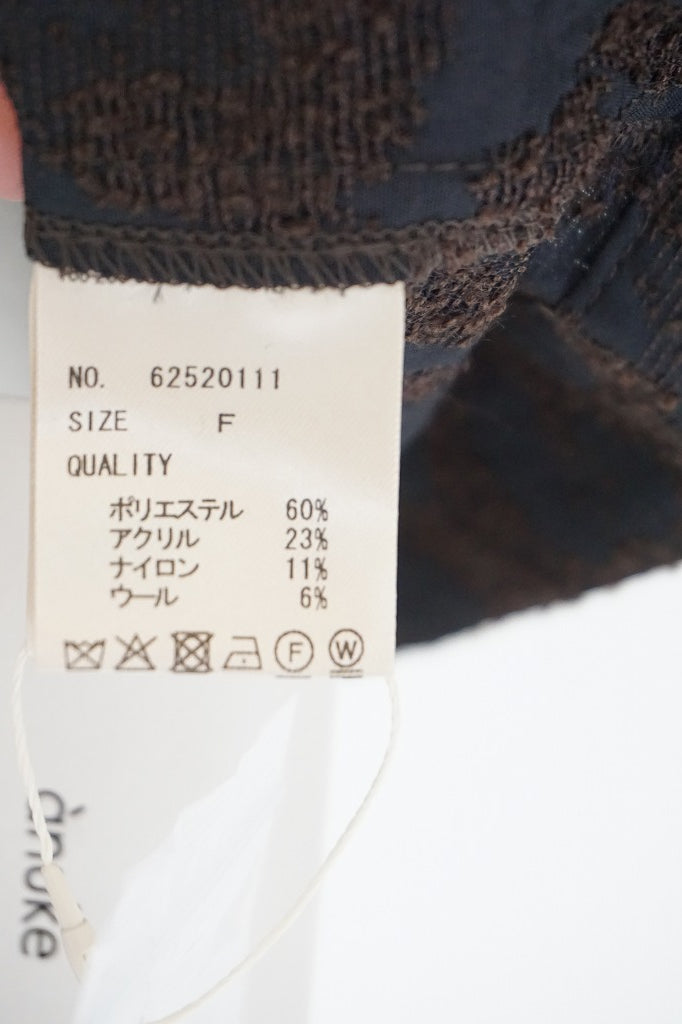 NO. 62520111
SIZE F
QUALITY
ポリエステル 60%
アクリル 23%
ナイロン 11%
ウール 6%
F W
ànuke